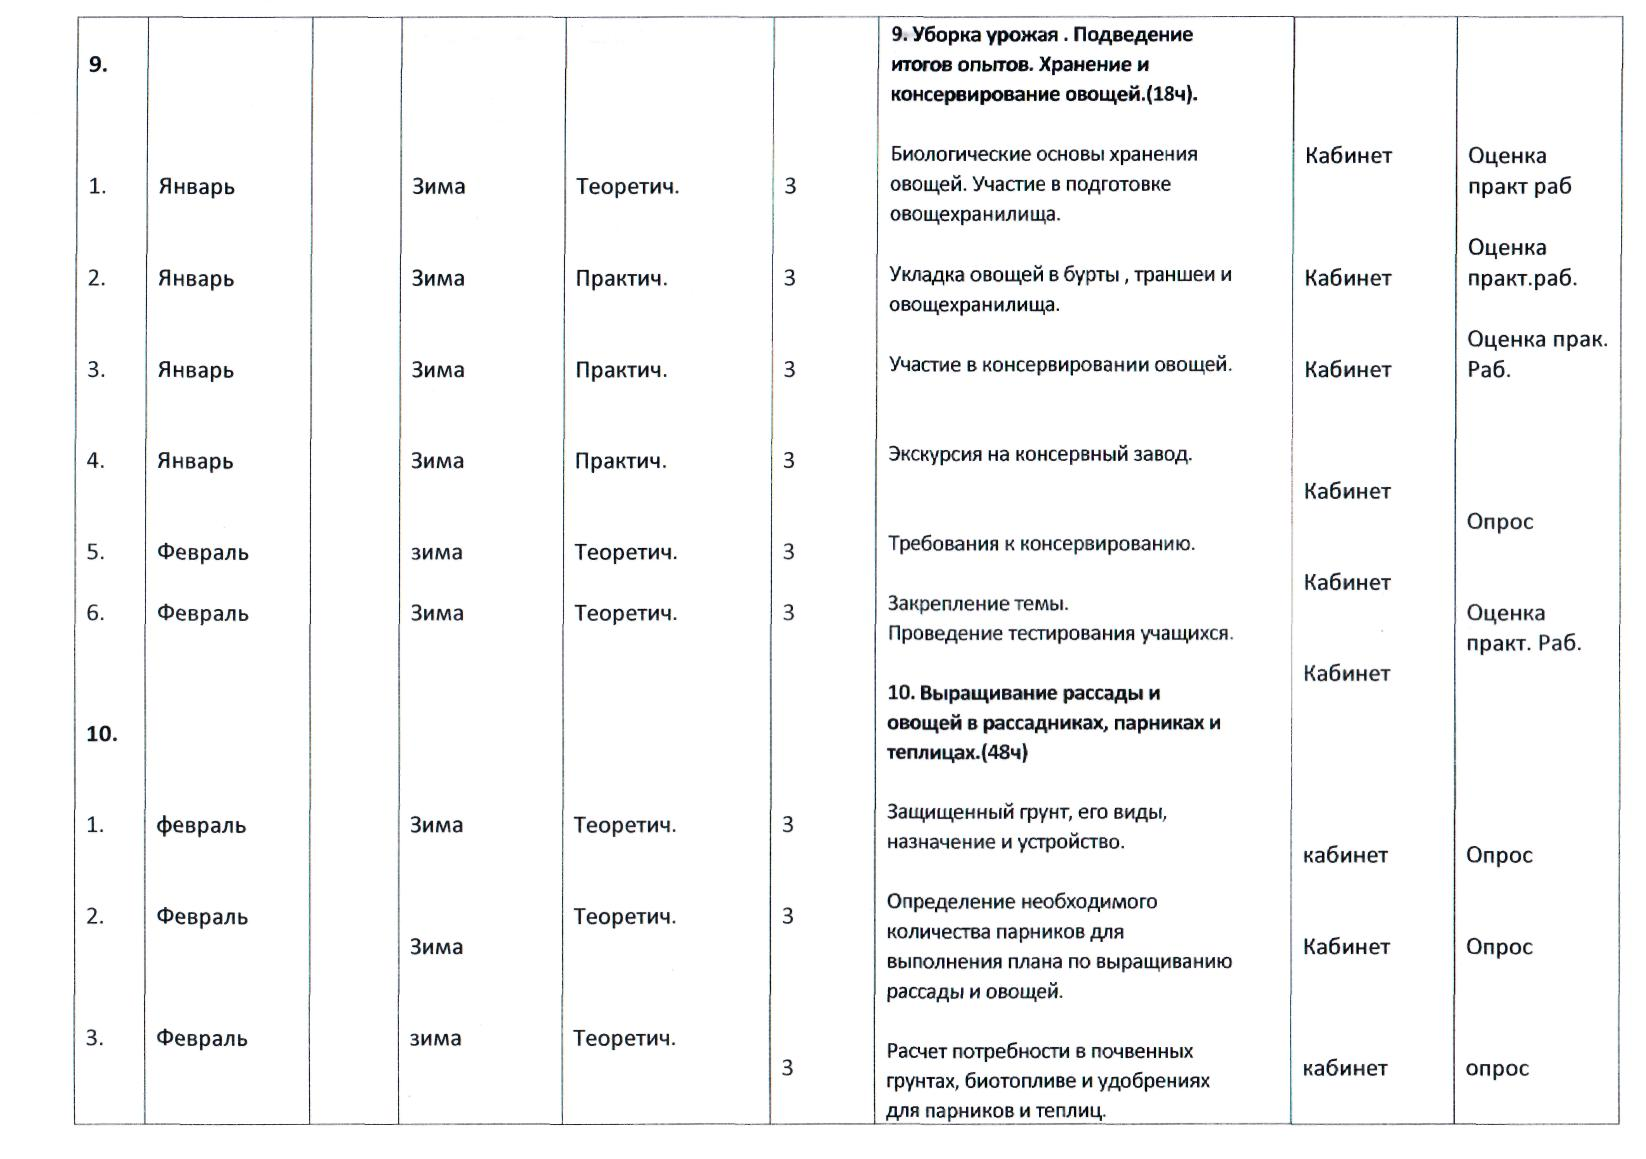 9. Уборка урожая . Подведение
9.
итогов опытов. Хранение и
консервирование овощей.(18ч).
Биологические основы хранения
Кабинет
Оценка
1. Январь Зима Теоретич. 3 овощей. Участие в подготовке практ раб
овощехранилища.
Оценка
2. Январь Зима Практич. 3 Укладка овощей в бурты , траншеи и Кабинет практ.раб.
овощехранилища.
Оценка прак.
3. Январь Зима Практич. 3 Участие в консервировании овощей. Кабинет Раб.
4. Январь Зима Практич. 3 Экскурсия на консервный завод.
Кабинет
Опрос
5. Февраль зима Теоретич. 3 Требования к консервированию.
Кабинет
6. Февраль Зима Теоретич. 3 Закрепление темы. Оценка
Проведение тестирования учащихся. практ. Раб.
Кабинет
10. Выращивание рассады и
овощей в рассадниках, парниках и
10.
теплицах.(48ч)
Защищенный грунт, его виды,
1. февраль Зима Теоретич. 3
назначение и устройство.
кабинет Опрос
Определение необходимого
2. Февраль Теоретич. 3
количества парников для
Зима Кабинет Опрос
выполнения плана по выращиванию
рассады и овощей.
3. Февраль зима Теоретич.
Расчет потребности в почвенных
3 кабинет опрос
грунтах, биотопливе и удобрениях
для парников и теплиц.